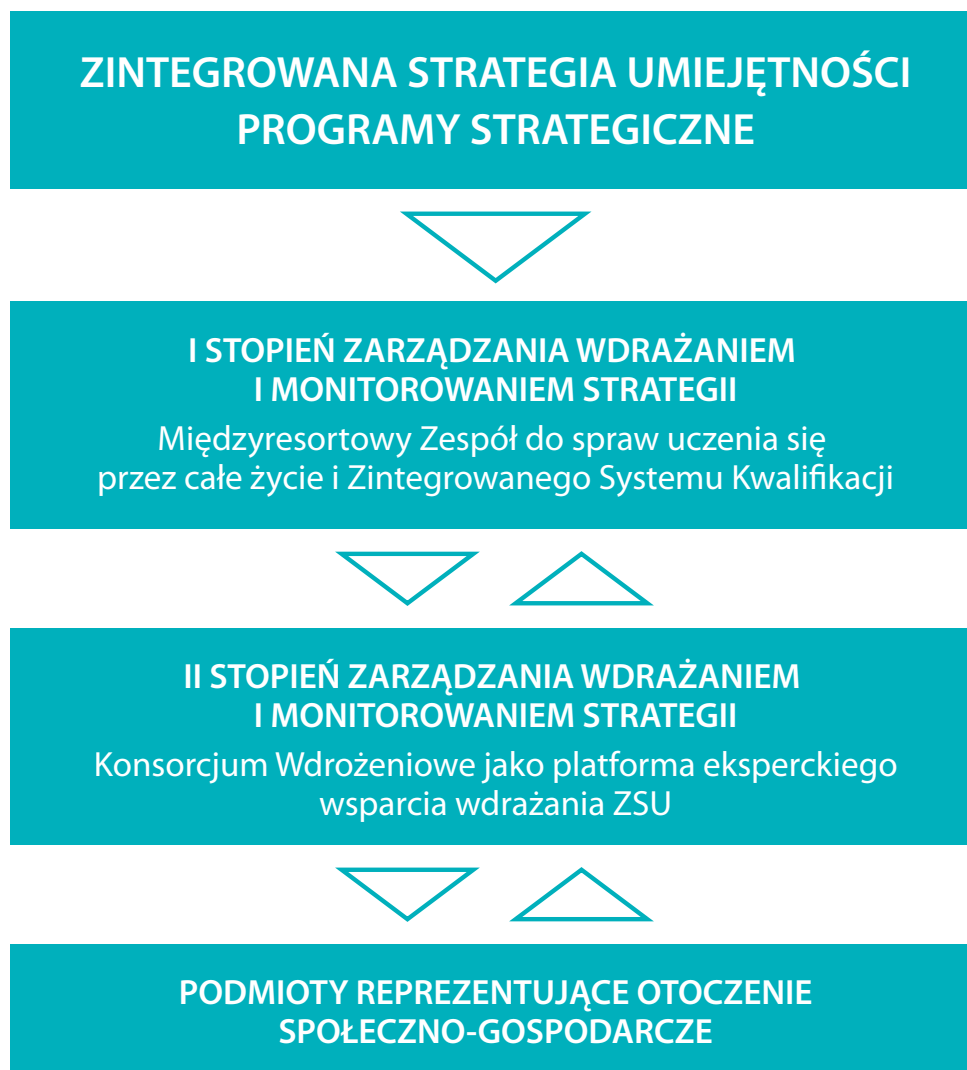 ZINTEGROWANA STRATEGIA UMIEJĘTNOŚCI
PROGRAMY STRATEGICZNE
I STOPIEŃ ZARZĄDZANIA WDRAŻANIEM
I MONITOROWANIEM STRATEGII
Międzyresortowy Zespół do spraw uczenia się
przez całe życie i Zintegrowanego Systemu Kwalifikacji
II STOPIEŃ ZARZĄDZANIA WDRAŻANIEM
I MONITOROWANIEM STRATEGII
Konsorcjum Wdrożeniowe jako platforma eksperckiego
wsparcia wdrażania ZSU
PODMIOTY REPREZENTUJĄCE OTOCZENIE
SPOŁECZNO-GOSPODARCZE